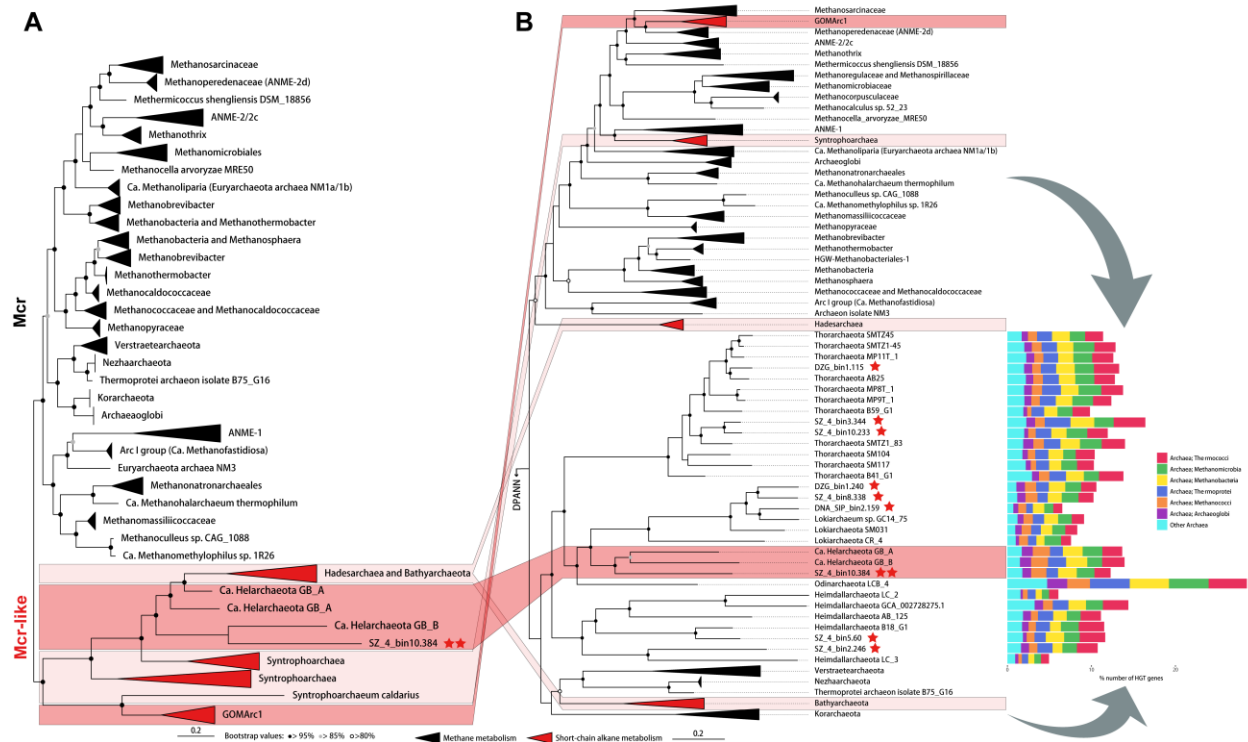 A
Methanosarcinaceae
Methanoperedenaceae (ANME-2d)
Methermicoccus shengliensis DSM_18856
ANME-2/2c
Methanothrix
Methanomicrobiales
Methanocella arvoryzae MRE50
Ca. Methanoliparia (Euryarchaeota archaea NM1a/1b)
Methanobrevibacter
Methanobacteria and Methanothermobacter
Methanobacteria and Methanosphaera
Methanobrevibacter
Methanothermobacter
Methanocaldococcaceae
Methanococcaceae and Methanocaldococcaceae
Methanopyraceae
Verstraetearchaeota
Nezhaarchaeota
Thermoprotei archaeon isolate B75_G16
Korarchaeota
Archaeaoglobi
ANME-1
Arc I group (Ca. Methanofastidiosa)
Euryarchaeota archaea NM3
Methanonatronarchaeales
Ca. Methanohalarchaeum thermophilum
Methanomassiliicoccaceae
Methanoculleus sp. CAG_1088
Ca. Methanomethylophilus sp. 1R26
Hadesarchaea and Bathyarchaeota
Ca. Helarchaeota GB_A
Ca. Helarchaeota GB_A
Ca. Helarchaeota GB_B
SZ_4_bin10.384
Syntrophoarchaea
Syntrophoarchaea
Syntrophoarchaeum caldarius
GOMArc1
Mcr
Mcr-like
0.2
Bootstrap values: > 95% > 85% >80%
Methane metabolism
Short-chain alkane metabolism
0.2
B
Methanosarcinaceae
GOMArc1
Methanoperedenaceae (ANME-2d)
ANME-2/2c
Methanothrix
Methermicoccus shengliensis DSM_18856
Methanoregulaceae and Methanospirillaceae
Methanomicrobiaceae
Methanocorpusculaceae
Methanocalculus sp. 52_23
Methanocella_arvoryzae_MRE50
ANME-1
Syntrophoarchaea
Ca. Methanoliparia (Euryarchaeota archaea NM1a/1b)
Archaeoglobi
Methanonatronarchaeales
Ca. Methanohalarchaeum thermophilum
Methanoculleus sp. CAG_1088
Ca. Methanomethylophilus sp. 1R26
Methanomassiliicoccaceae
Methanopyraceae
Methanobrevibacter
Methanothermobacter
HGW-Methanobacteriales-1
Methanobacteria
Methanosphaera
Methanococcaceae and Methanocaldococcaceae
Arc I group (Ca. Methanofastidiosa)
Archaeon isolate NM3
Hadesarchaea
Thorarchaeota SMTZ45
Thorarchaeota SMTZ1-45
Thorarchaeota MP11T_1
DZG_bin1.115
Thorarchaeota AB25
Thorarchaeota MP8T_1
Thorarchaeota MP9T_1
Thorarchaeota B59_G1
SZ_4_bin3.344
SZ_4_bin10.233
Thorarchaeota SMTZ1_83
Thorarchaeota SM104
Thorarchaeota SM117
Thorarchaeota B41_G1
DZG_bin1.240
SZ_4_bin8.338
DNA_SIP_bin2.159
Lokiarchaeum sp. GC14_75
Lokiarchaeota SM031
Lokiarchaeota CR_4
Ca. Helarchaeota GB_A
Ca. Helarchaeota GB_B
SZ_4_bin10.384
Odinarchaeota LCB_4
Heimdallarchaeota LC_2
Heimdallarchaeota GCA_002728275.1
Heimdallarchaeota AB_125
Heimdallarchaeota B18_G1
SZ_4_bin5.60
SZ_4_bin2.246
Heimdallarchaeota LC_3
Verstraetearchaeota
Nezhaarchaeota
Thermoprotei archaeon isolate B75_G16
Bathyarchaeota
Korarchaeota
DPANN
Archaea; Thermococci
Archaea; Methanomicrobia
Archaea; Methanobacteria
Archaea; Thermoprotei
Archaea; Methanococci
Archaea; Archaeoglobi
Other Archaea
0 10 20
% number of HGT genes